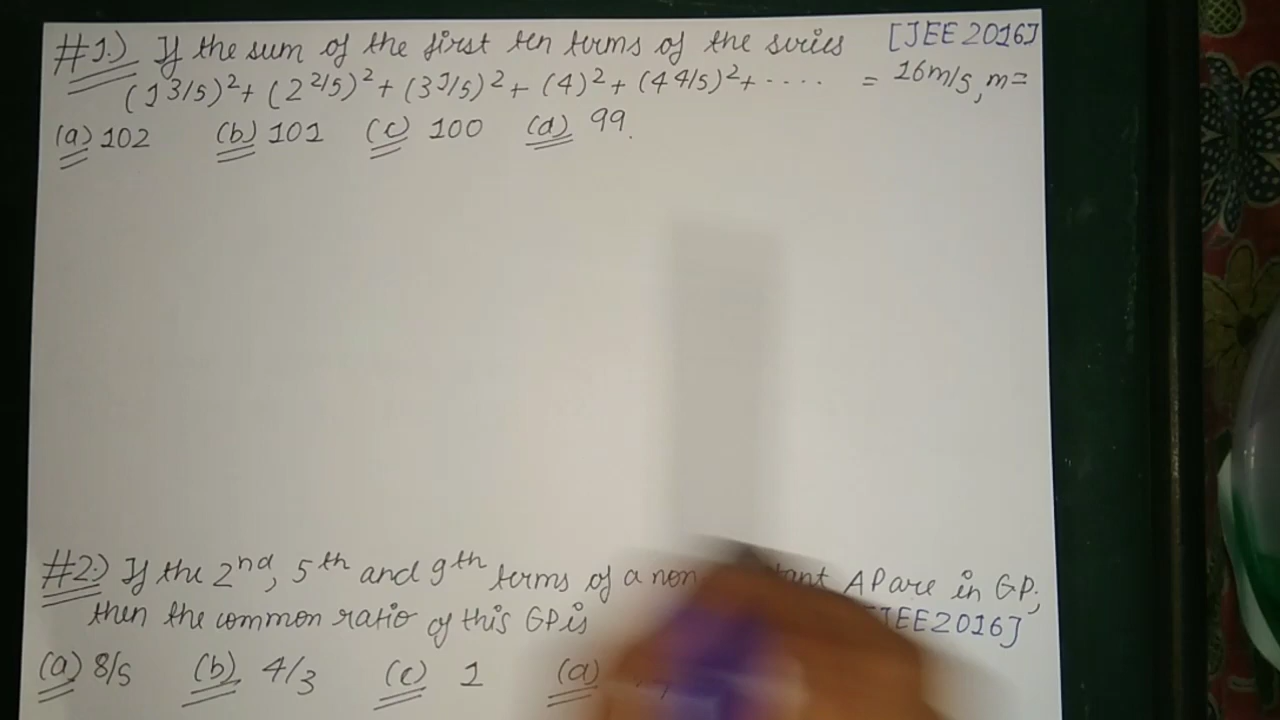 #1.) If the sum of the first ten terms of the series [JEE 2016]
(1 3/5)² + (2 2/5)² + (3 1/5)² + (4)² + (4 4/5)² + ..... = 16m/5, m=
(a) 102 (b) 101 (c) 100 (d) 99.
#2.) If the 2nd, 5th and 9th terms of a non AP are in GP;
then the common ratio of this GP is [JEE2016]
(a) 8/5 (b) 4/3 (c) 1 (d)